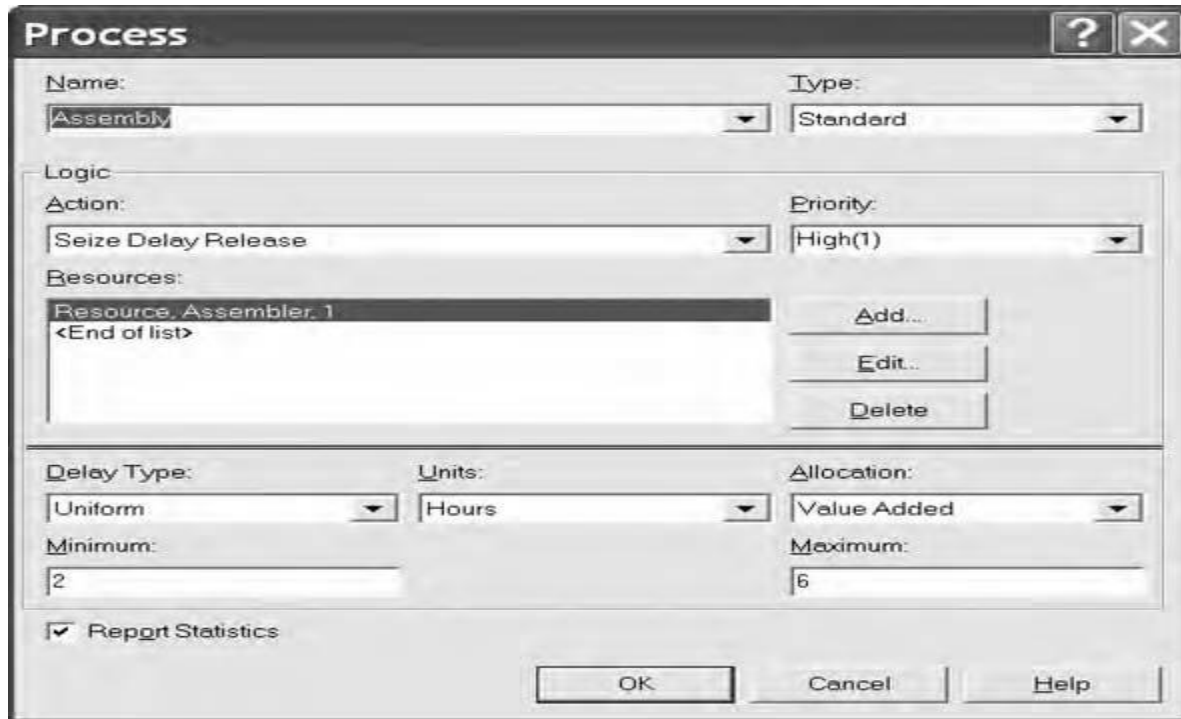 Process
? X
Name: Type:
Assembly Standard
Logic
Action: Priority:
Seize Delay Release High(1)
Resources:
Resource, Assembler, 1
<End of list>
Add...
Edit...
Delete
Delay Type: Units: Allocation:
Uniform Hours Value Added
Minimum: Maximum:
2 6
Report Statistics
OK Cancel Help